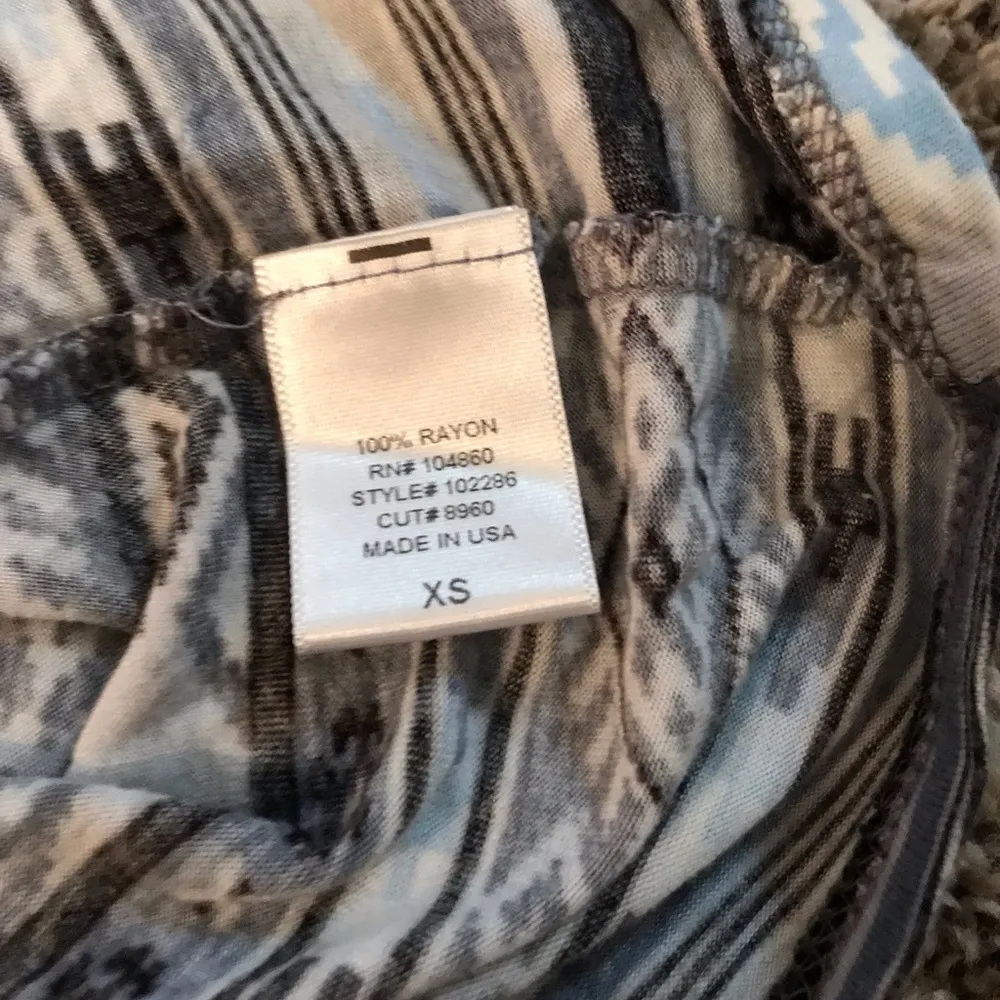 100% RAYON
RN# 104860
STYLE# 102286
CUT# 8960
MADE IN USA
XS